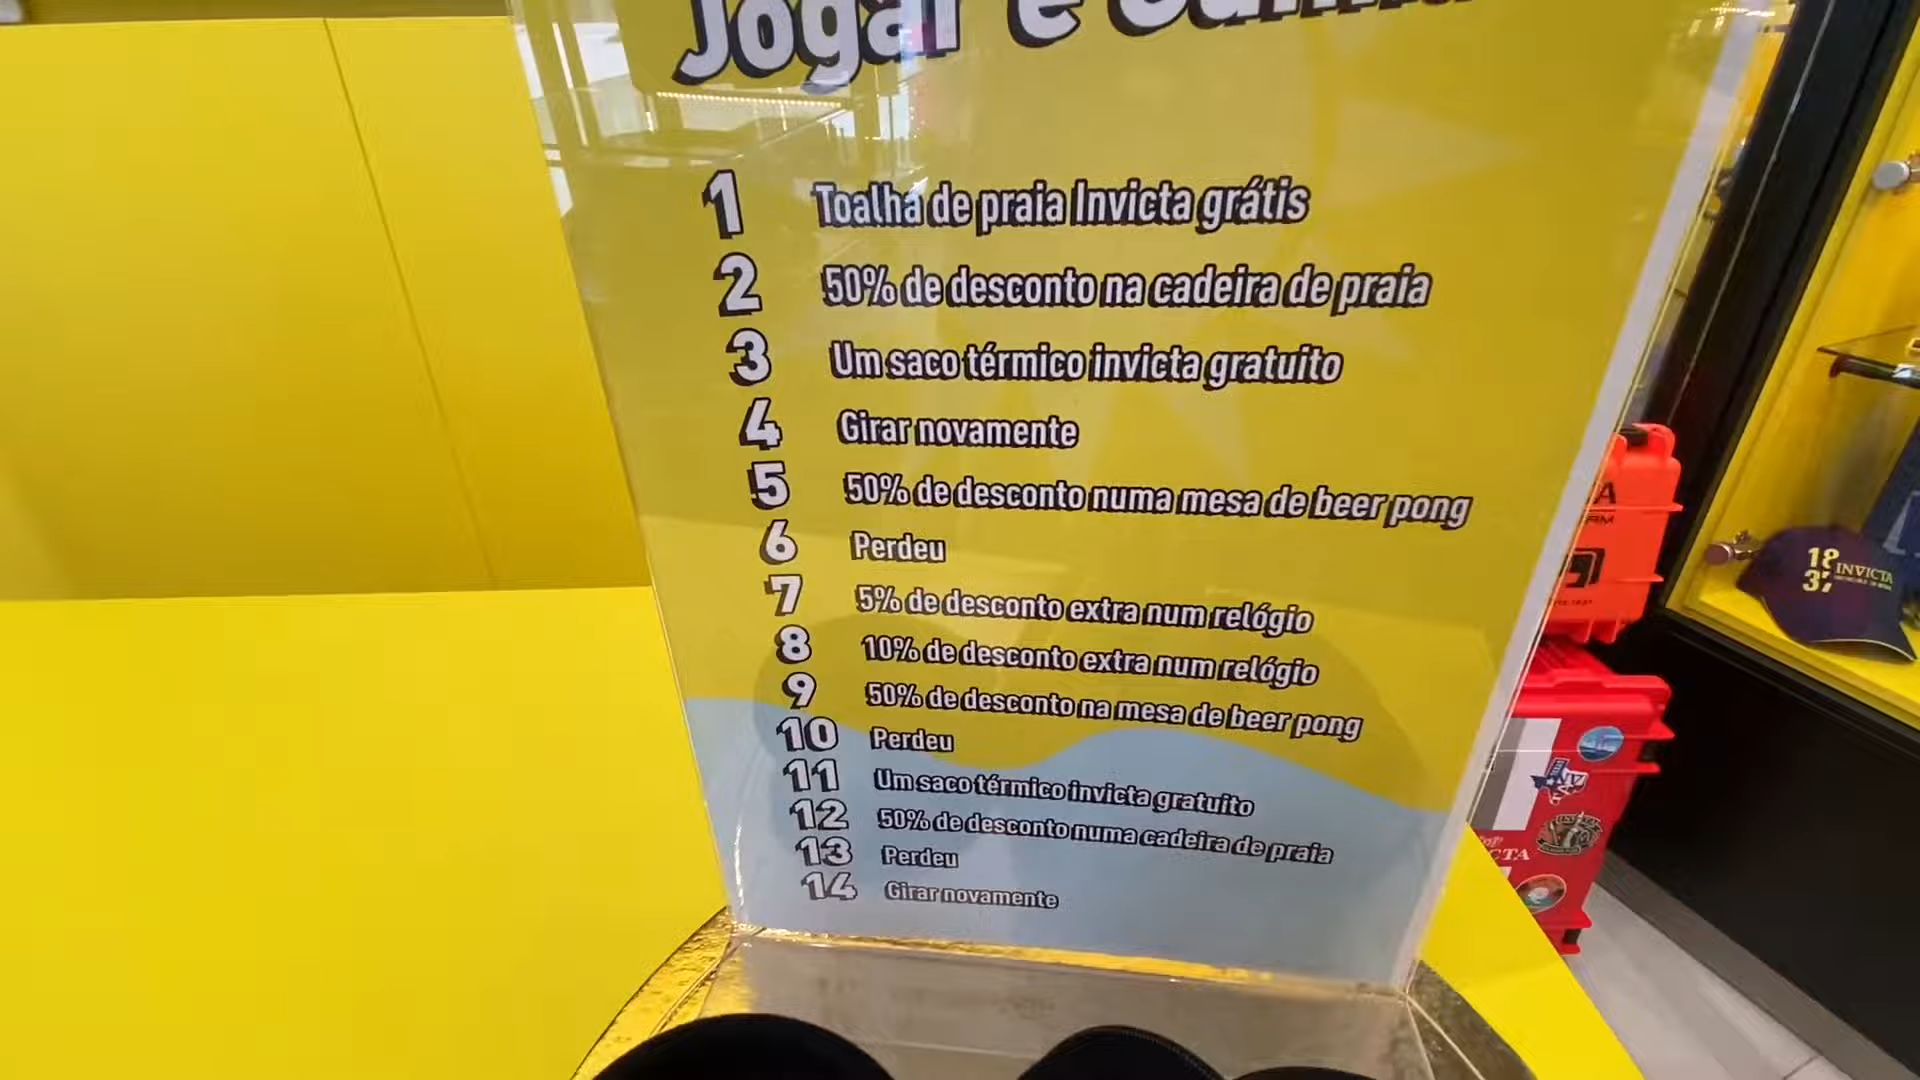 Jogar e
1 Toalha de praia Invicta grátis
2 50% de desconto na cadeira de praia
3 Um saco térmico invicta gratuito
4 Girar novamente
5 50% de desconto numa mesa de beer pong
6 Perdeu
7 5% de desconto extra num relógio
8 10% de desconto extra num relógio
9 50% de desconto na mesa de beer pong
10 Perdeu
11 Um saco térmico invicta gratuito
12 50% de desconto numa cadeira de praia
13 Perdeu
14 Girar novamente
INVICTA